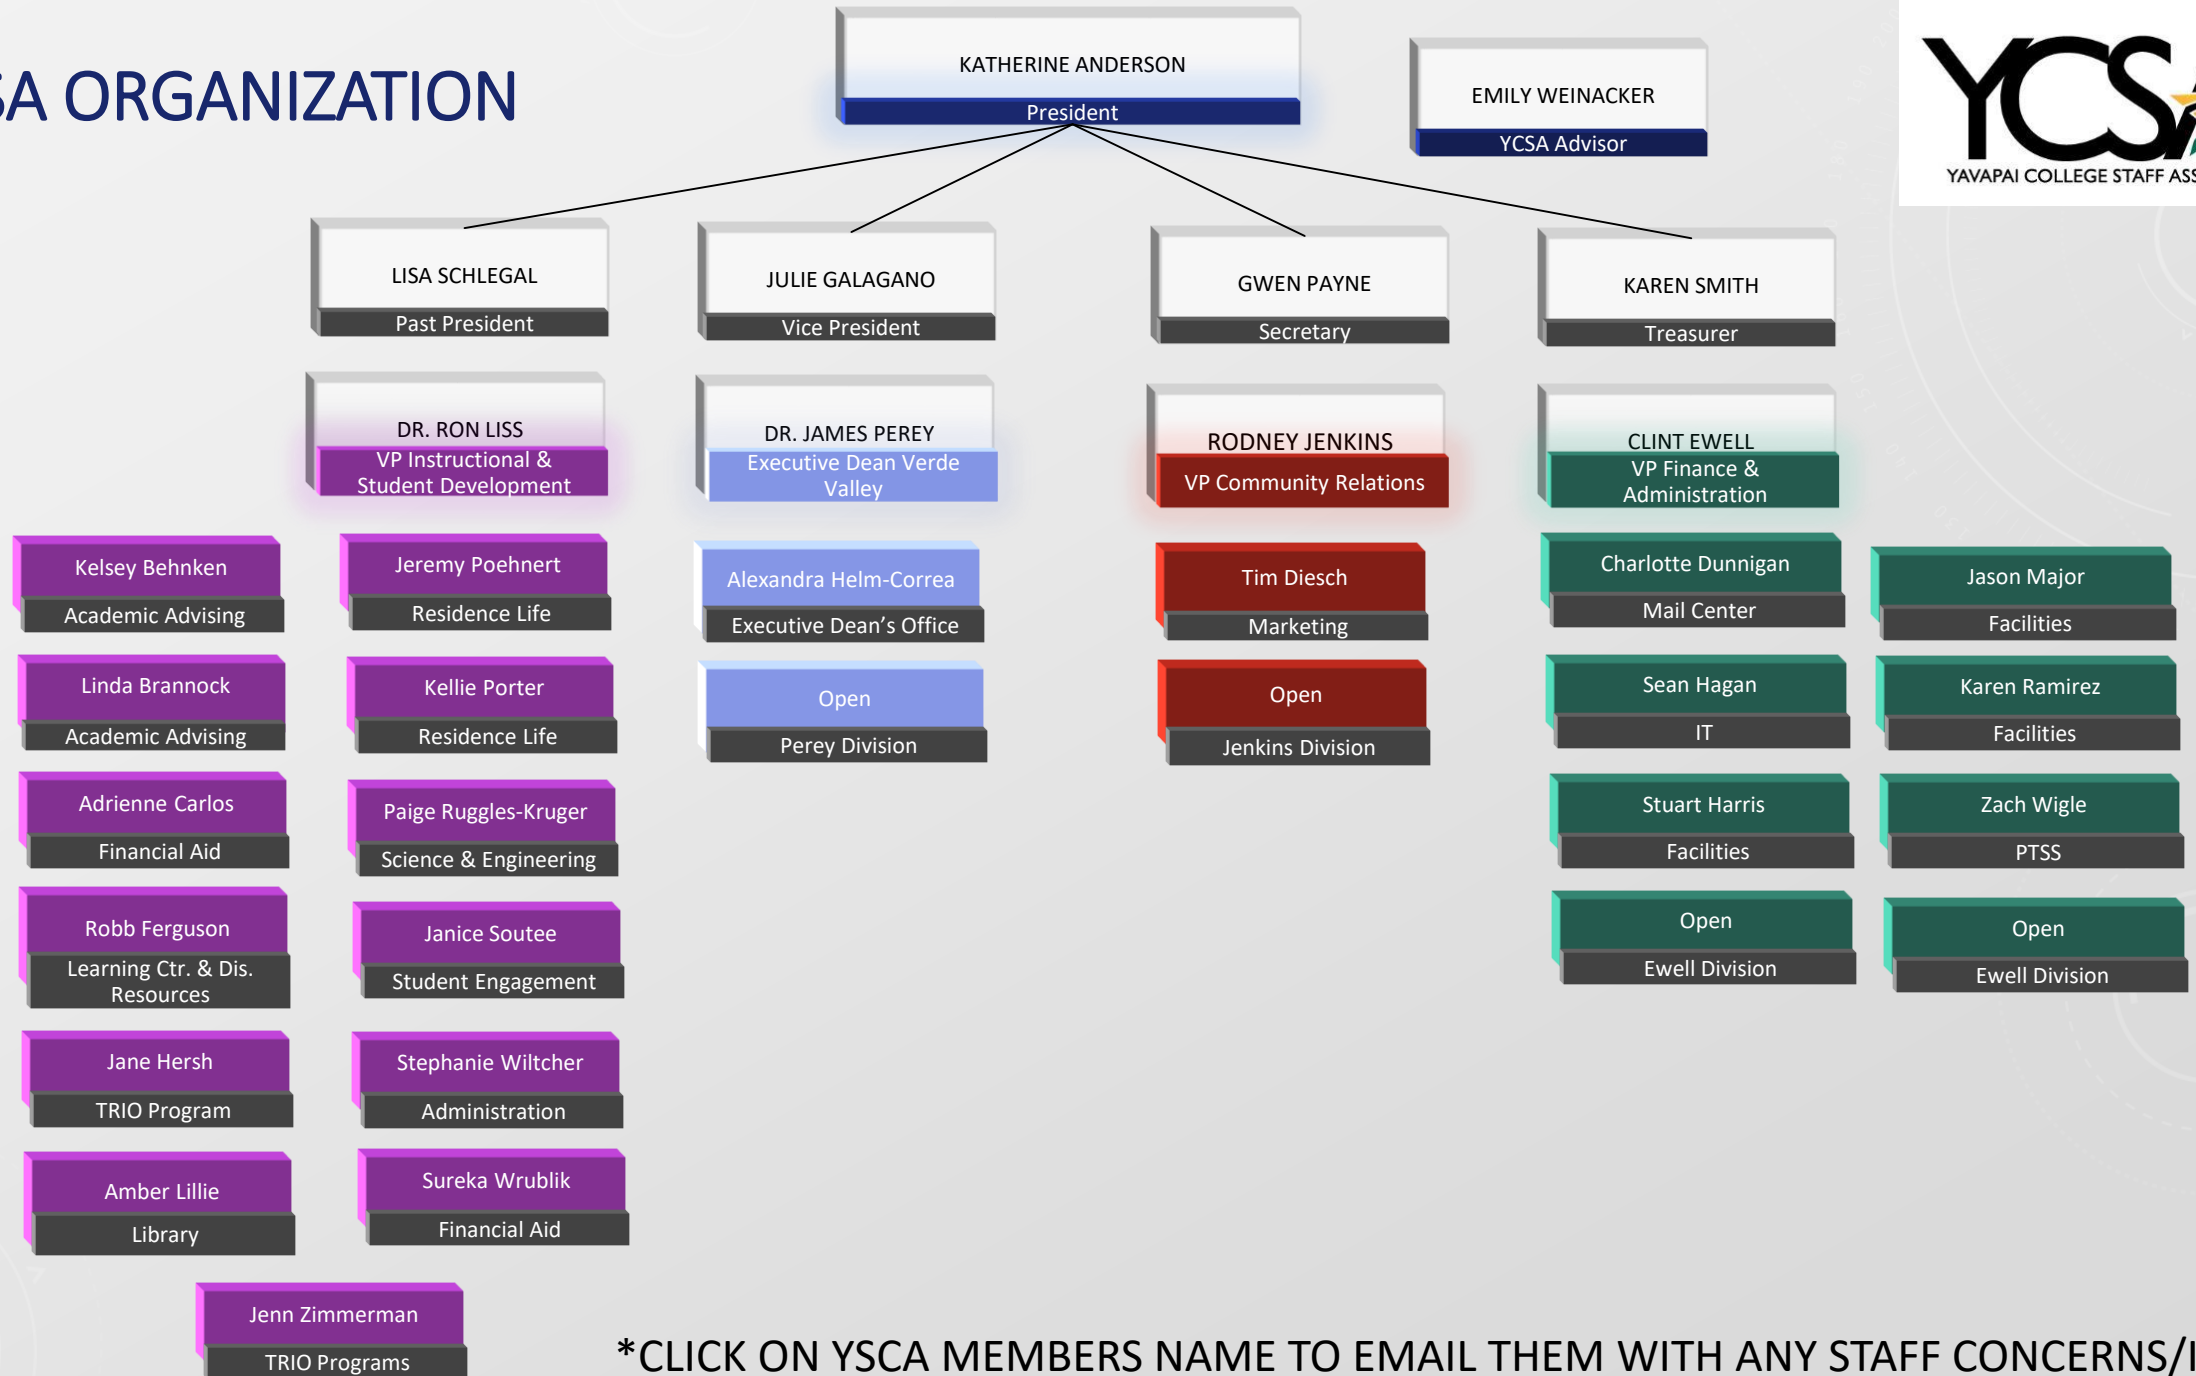 SA ORGANIZATION
KATHERINE ANDERSON
President
EMILY WEINACKER
YCSA Advisor
YCSA
YAVAPAI COLLEGE STAFF ASS
LISA SCHLEGAL
Past President
JULIE GALAGANO
Vice President
GWEN PAYNE
Secretary
KAREN SMITH
Treasurer
DR. RON LISS
VP Instructional &
Student Development
DR. JAMES PEREY
Executive Dean Verde
Valley
RODNEY JENKINS
VP Community Relations
CLINT EWELL
VP Finance &
Administration
Kelsey Behnken
Academic Advising
Linda Brannock
Academic Advising
Adrienne Carlos
Financial Aid
Robb Ferguson
Learning Ctr. & Dis.
Resources
Jane Hersh
TRIO Program
Amber Lillie
Library
Jeremy Poehnert
Residence Life
Kellie Porter
Residence Life
Paige Ruggles-Kruger
Science & Engineering
Janice Soutee
Student Engagement
Stephanie Wiltcher
Administration
Sureka Wrublik
Financial Aid
Jenn Zimmerman
TRIO Programs
Alexandra Helm-Correa
Executive Dean’s Office
Open
Perey Division
Tim Diesch
Marketing
Open
Jenkins Division
Charlotte Dunnigan
Mail Center
Sean Hagan
IT
Stuart Harris
Facilities
Open
Ewell Division
Jason Major
Facilities
Karen Ramirez
Facilities
Zach Wigle
PTSS
Open
Ewell Division
*CLICK ON YSCA MEMBERS NAME TO EMAIL THEM WITH ANY STAFF CONCERNS/I